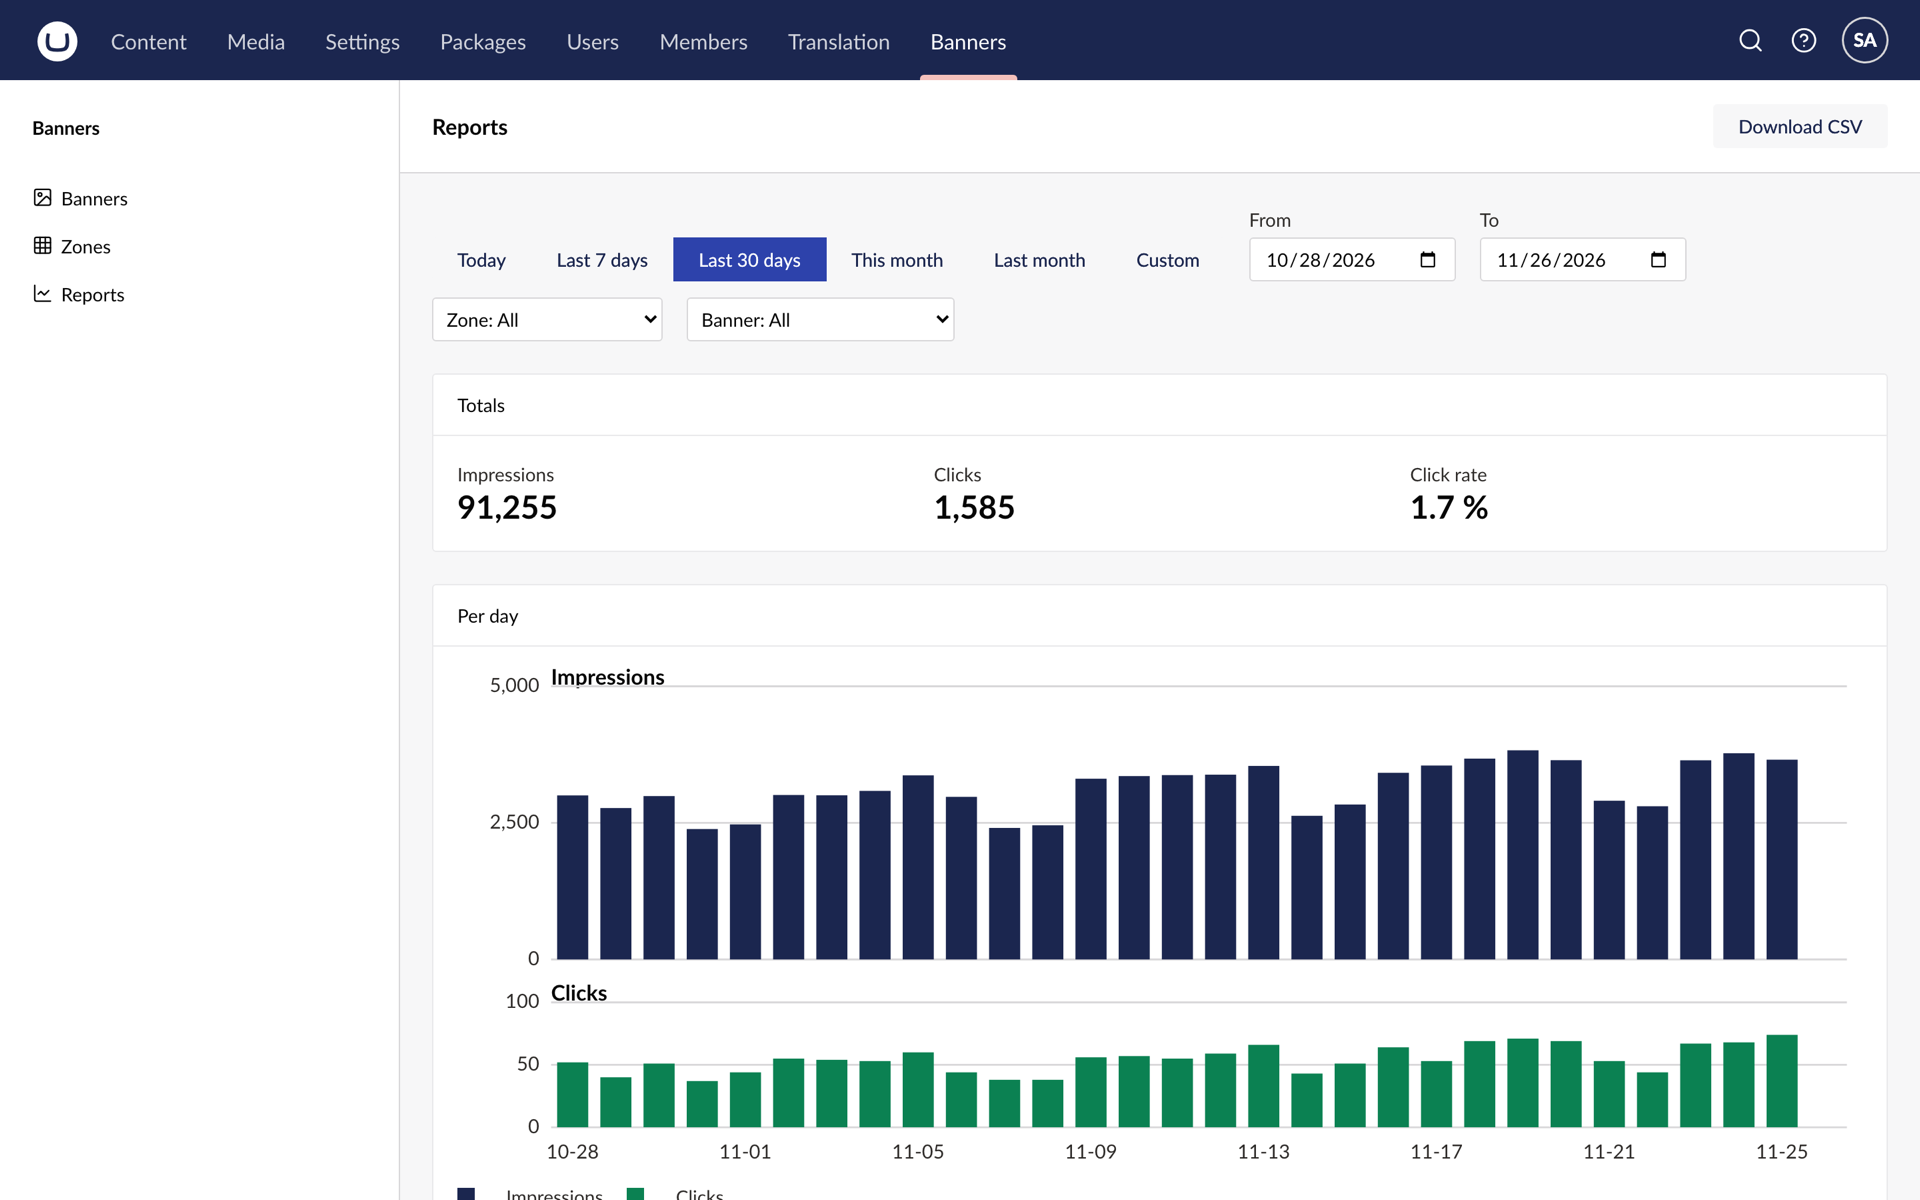 Content Media Settings Packages Users Members Translation Banners SA
Banners
Banners
Zones
Reports
Reports
Download CSV
From To
Today Last 7 days Last 30 days This month Last month Custom 10/28/2026 11/26/2026
Zone: All Banner: All
Totals
Impressions Clicks Click rate
91,255 1,585 1.7 %
Per day
Impressions
5,000
2,500
0
Clicks
100
50
0
10-28 11-01 11-05 11-09 11-13 11-17 11-21 11-25
Impressions Clicks